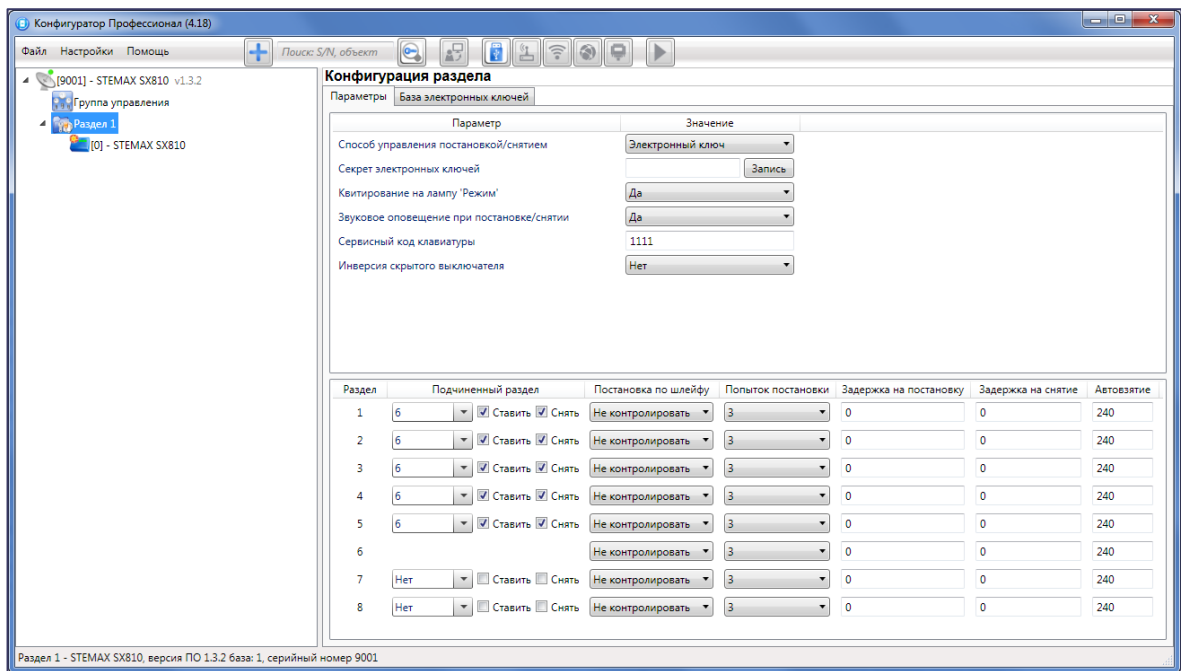 Конфигуратор Профессионал (4.18)
Файл Настройки Помощь Поиск: S/N, объект
[9001] - STEMAX SX810 v1.3.2
Группа управления
Раздел 1
[0] - STEMAX SX810
Конфигурация раздела
Параметры База электронных ключей
Параметр Значение
Способ управления постановкой/снятием Электронный ключ
Секрет электронных ключей Запись
Квитирование на лампу 'Режим' Да
Звуковое оповещение при постановке/снятии Да
Сервисный код клавиатуры 1111
Инверсия скрытого выключателя Нет
Раздел Подчиненный раздел Постановка по шлейфу Попыток постановки Задержка на постановку Задержка на снятие Автовзятие
1 6 Ставить Снять Не контролировать 3 0 0 240
2 6 Ставить Снять Не контролировать 3 0 0 240
3 6 Ставить Снять Не контролировать 3 0 0 240
4 6 Ставить Снять Не контролировать 3 0 0 240
5 6 Ставить Снять Не контролировать 3 0 0 240
6 Не контролировать 3 0 0 240
7 Нет Ставить Снять Не контролировать 3 0 0 240
8 Нет Ставить Снять Не контролировать 3 0 0 240
Раздел 1 - STEMAX SX810, версия ПО 1.3.2 база: 1, серийный номер 9001